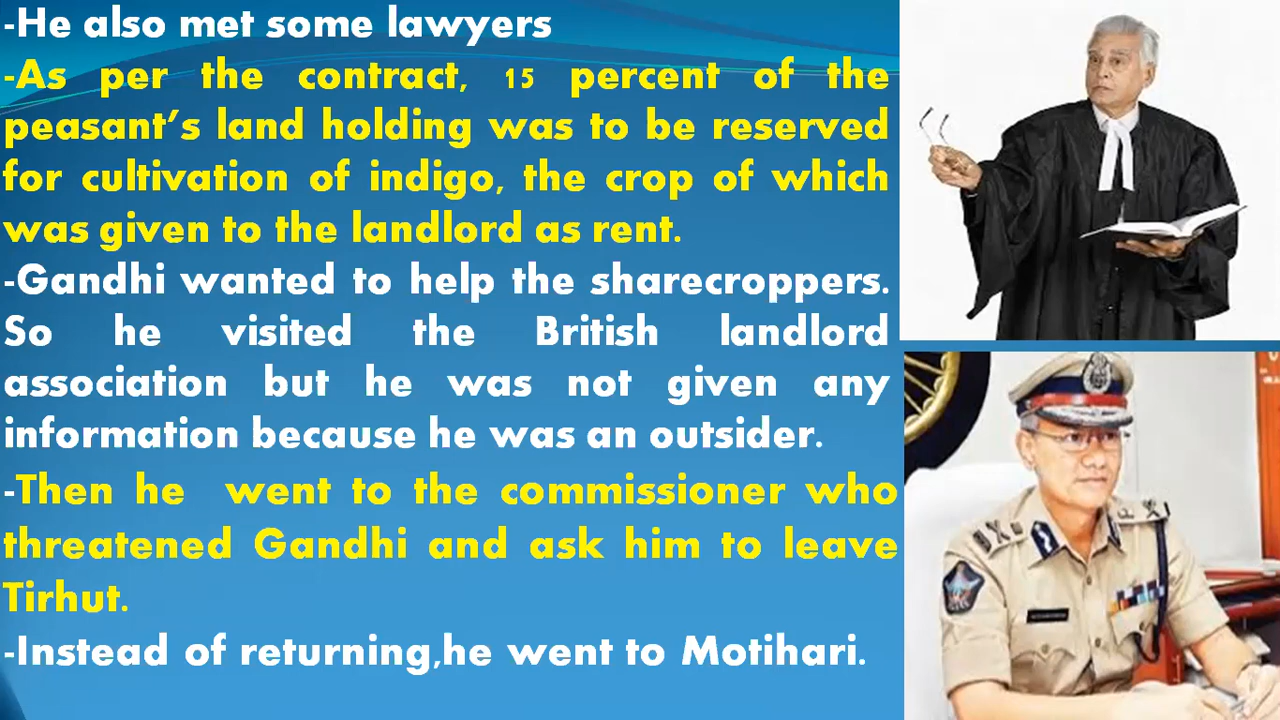 -He also met some lawyers
-As per the contract, 15 percent of the
peasant's land holding was to be reserved
for cultivation of indigo, the crop of which
was given to the landlord as rent.
-Gandhi wanted to help the sharecroppers.
So he visited the British landlord
association but he was not given any
information because he was an outsider.
-Then he went to the commissioner who
threatened Gandhi and ask him to leave
Tirhut.
-Instead of returning,he went to Motihari.